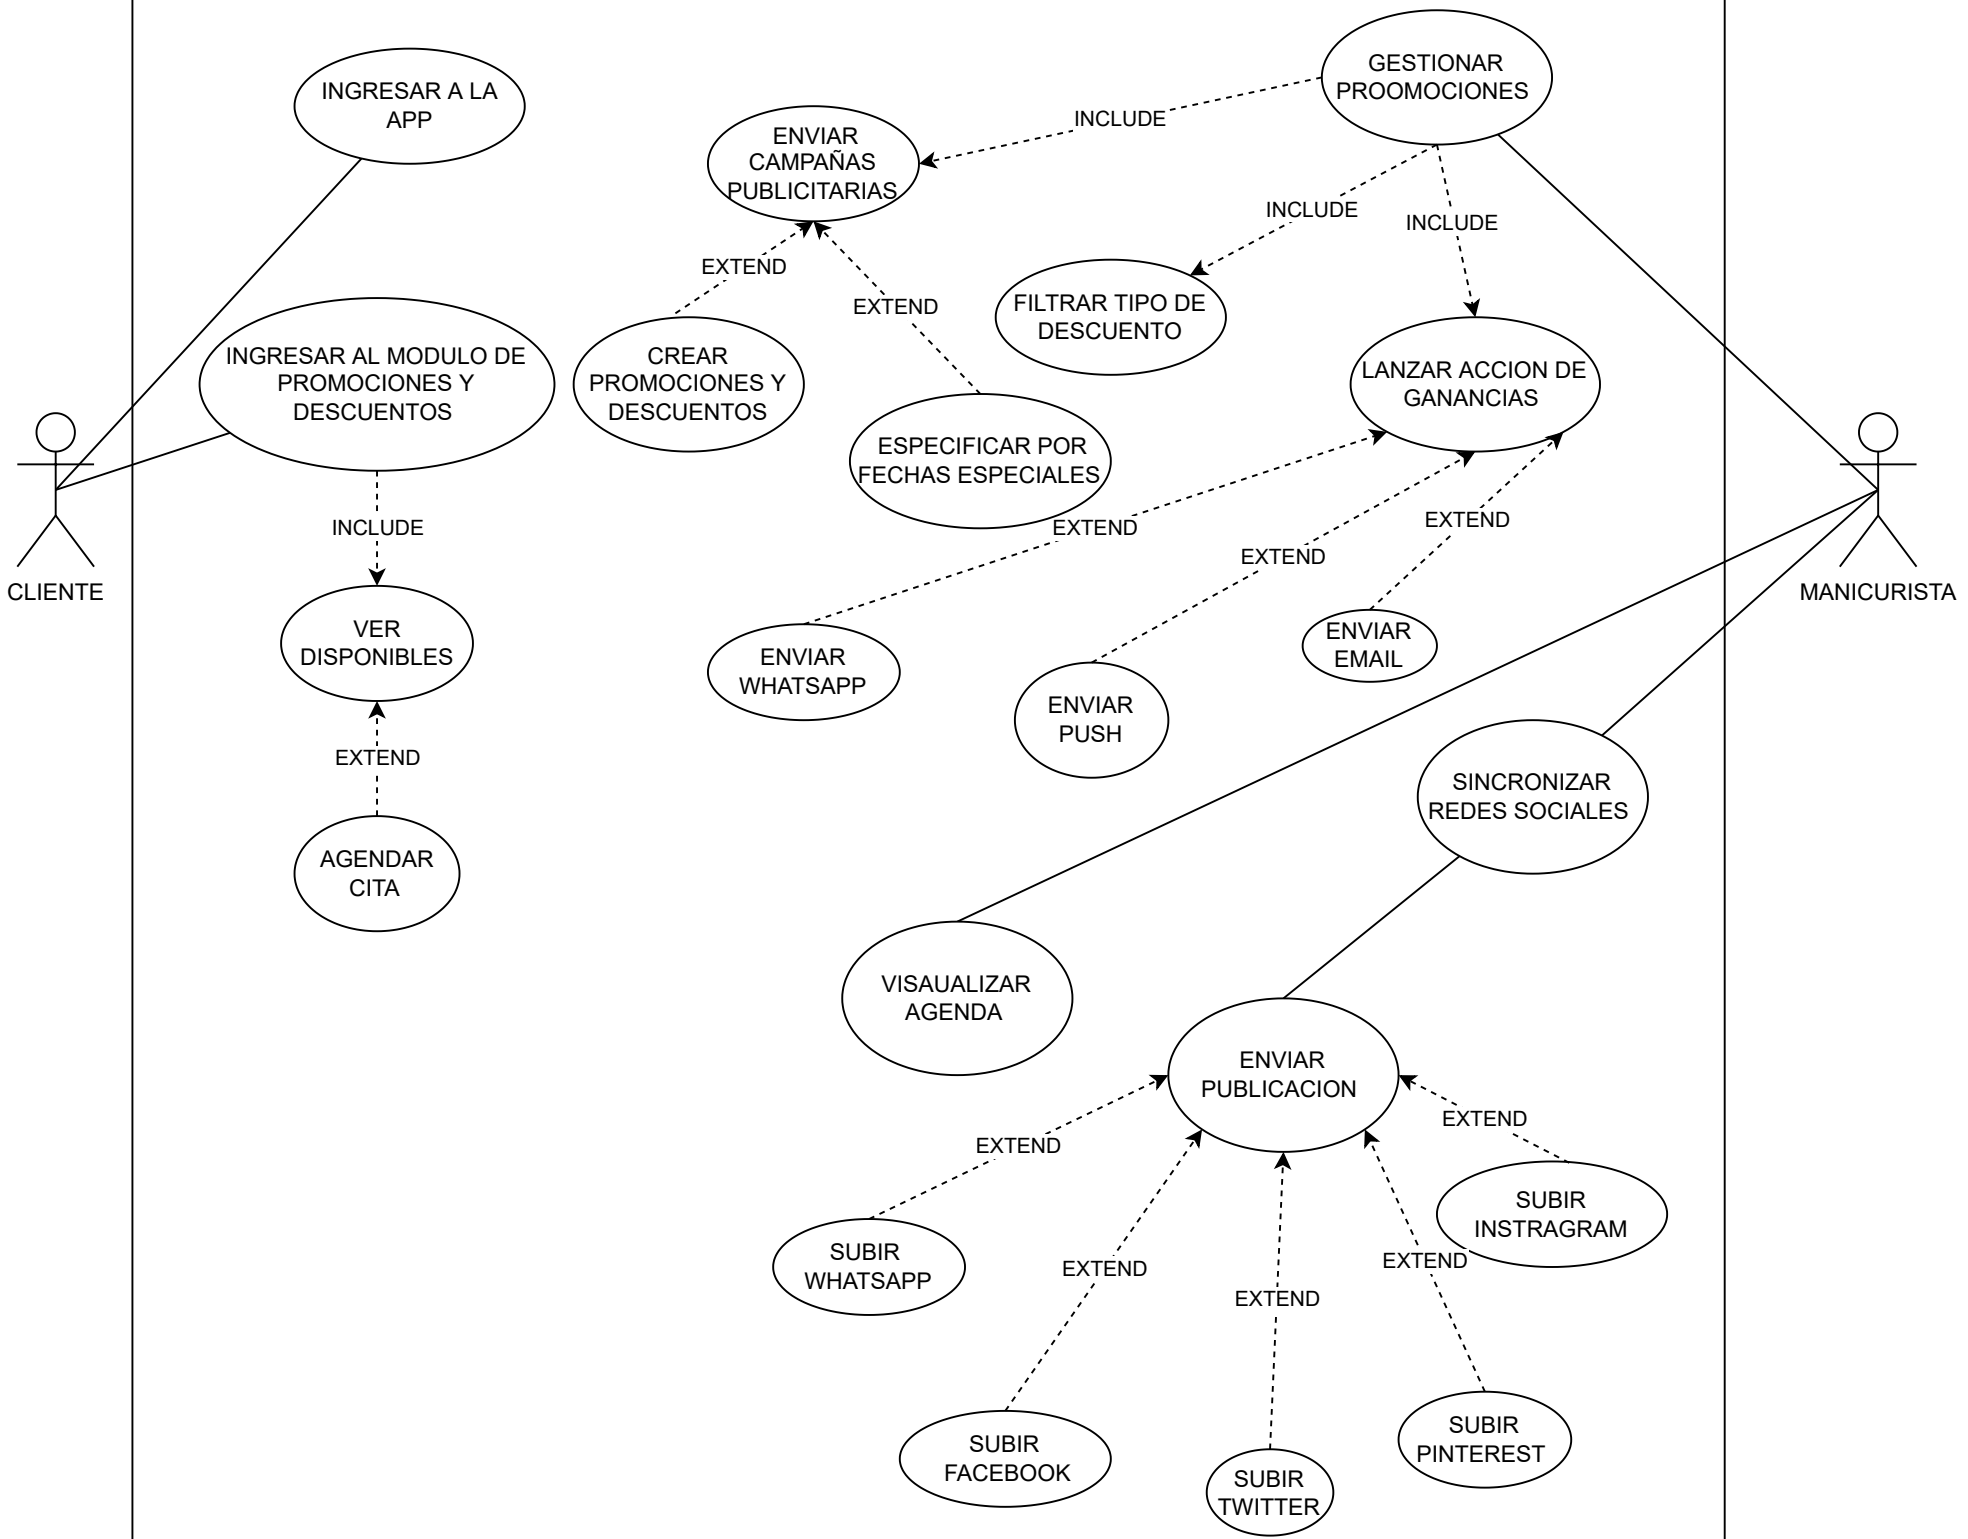 INGRESAR A LA
APP
GESTIONAR
PROOMOCIONES
INCLUDE
ENVIAR
CAMPAÑAS
PUBLICITARIAS
INCLUDE
INCLUDE
EXTEND
EXTEND
FILTRAR TIPO DE
DESCUENTO
INGRESAR AL MODULO DE
PROMOCIONES Y
DESCUENTOS
CREAR
PROMOCIONES Y
DESCUENTOS
LANZAR ACCION DE
GANANCIAS
ESPECIFICAR POR
FECHAS ESPECIALES
INCLUDE
EXTEND
EXTEND
EXTEND
CLIENTE
MANICURISTA
VER
DISPONIBLES
ENVIAR
WHATSAPP
ENVIAR
PUSH
ENVIAR
EMAIL
EXTEND
SINCRONIZAR
REDES SOCIALES
AGENDAR
CITA
VISAUALIZAR
AGENDA
ENVIAR
PUBLICACION
EXTEND
EXTEND
EXTEND
EXTEND
EXTEND
SUBIR
INSTRAGRAM
SUBIR
WHATSAPP
SUBIR
FACEBOOK
SUBIR
TWITTER
SUBIR
PINTEREST